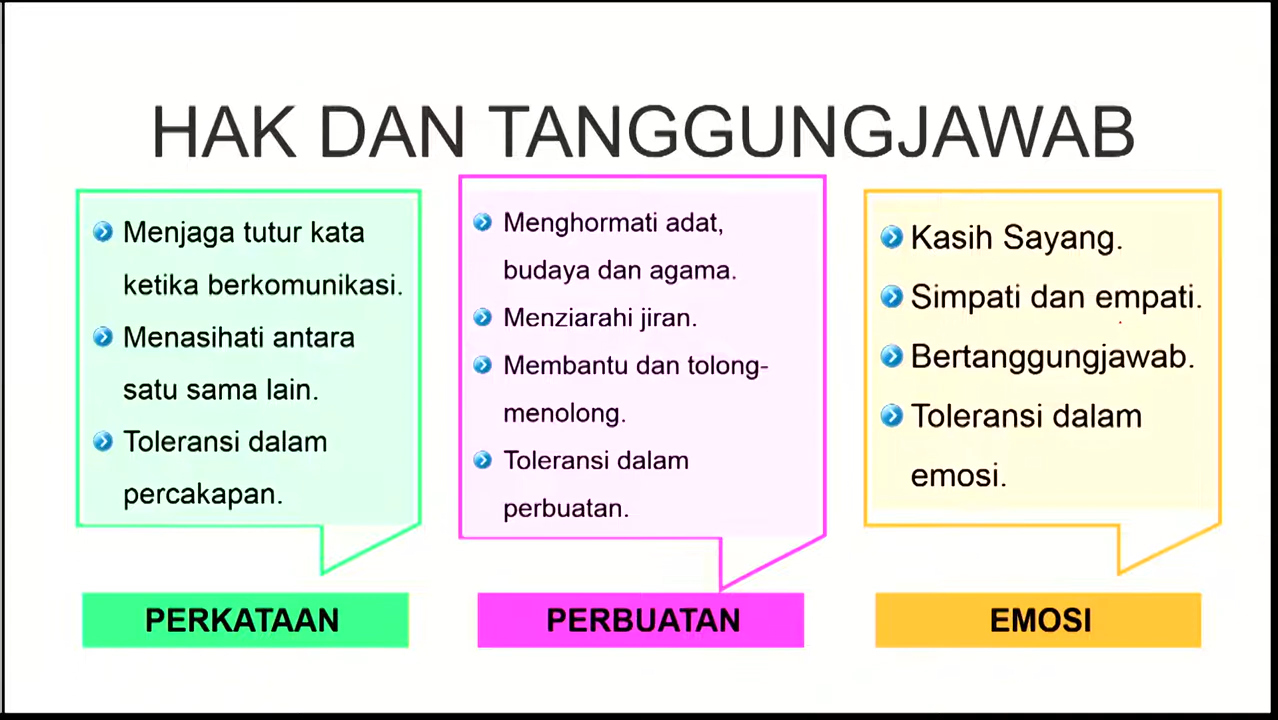 HAK DAN TANGGUNGJAWAB
Menjaga tutur kata
ketika berkomunikasi.
Menasihati antara
satu sama lain.
Toleransi dalam
percakapan.
PERKATAAN
Menghormati adat,
budaya dan agama.
Menziarahi jiran.
Membantu dan tolong-
menolong.
Toleransi dalam
perbuatan.
PERBUATAN
Kasih Sayang.
Simpati dan empati.
Bertanggungjawab.
Toleransi dalam
emosi.
EMOSI